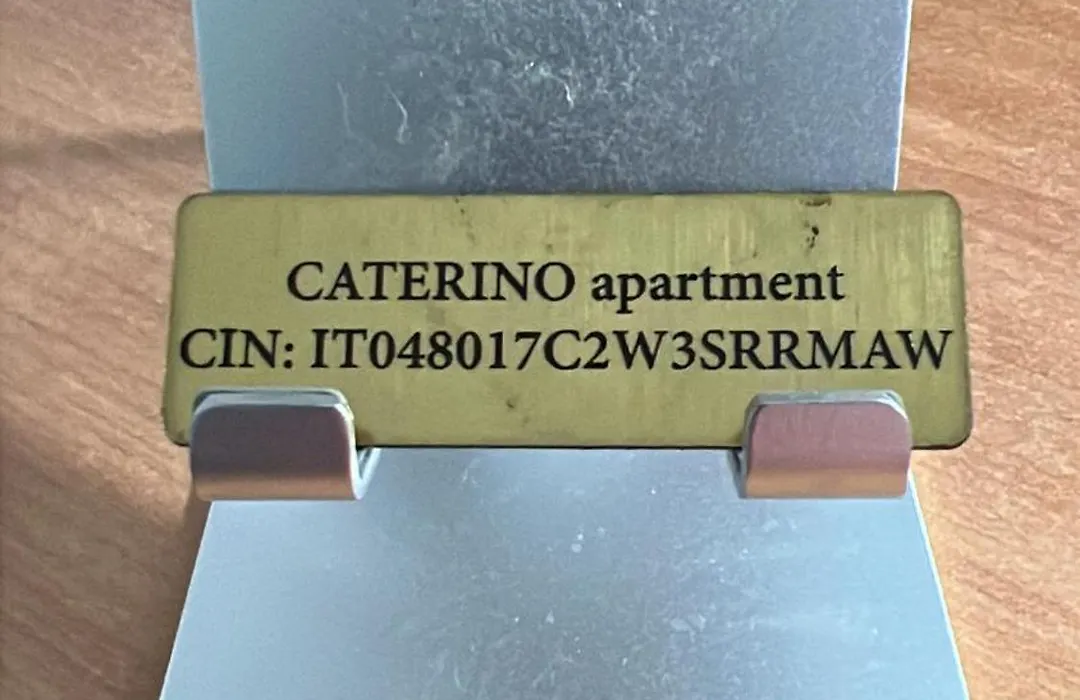 CATERINO apartment
CIN: IT048017C2W3SRRMAW